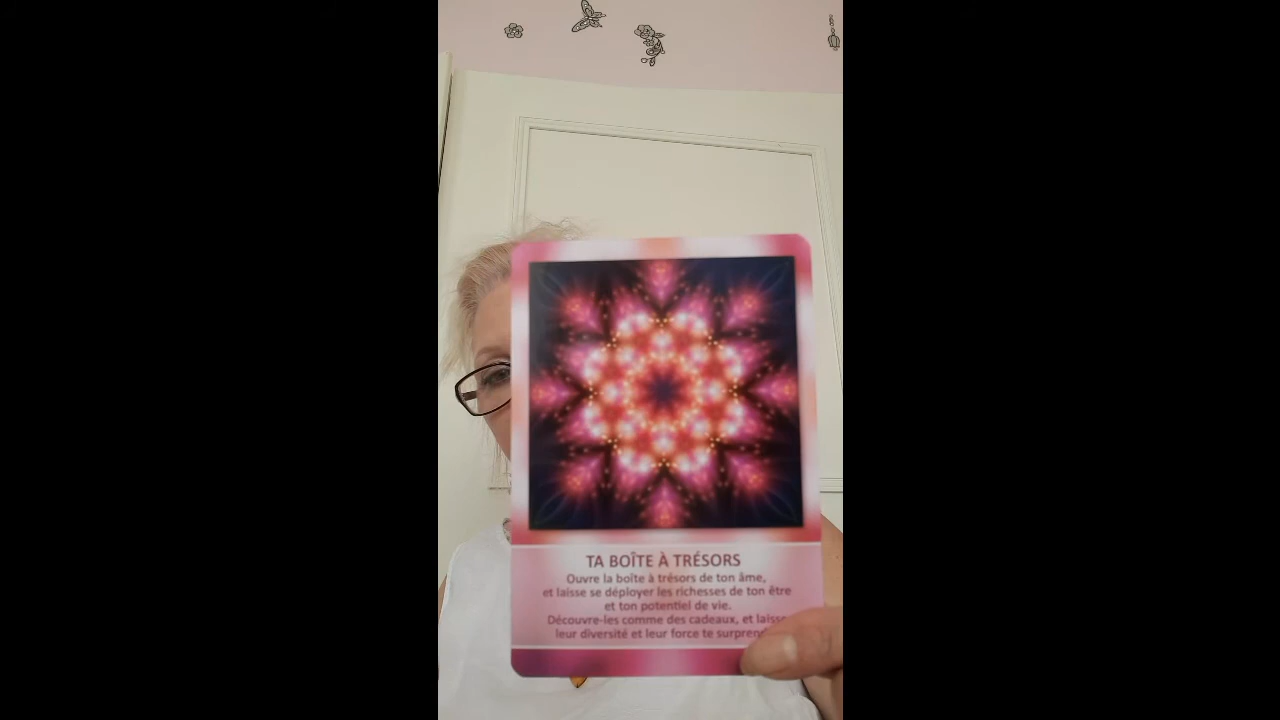 TA BOÎTE À TRÉSORS
Ouvre la boîte à trésors de ton âme,
et laisse se déployer les richesses de ton être
et ton potentiel de vie.
Découvre-les comme des cadeaux, et laisse
leur diversité et leur force te